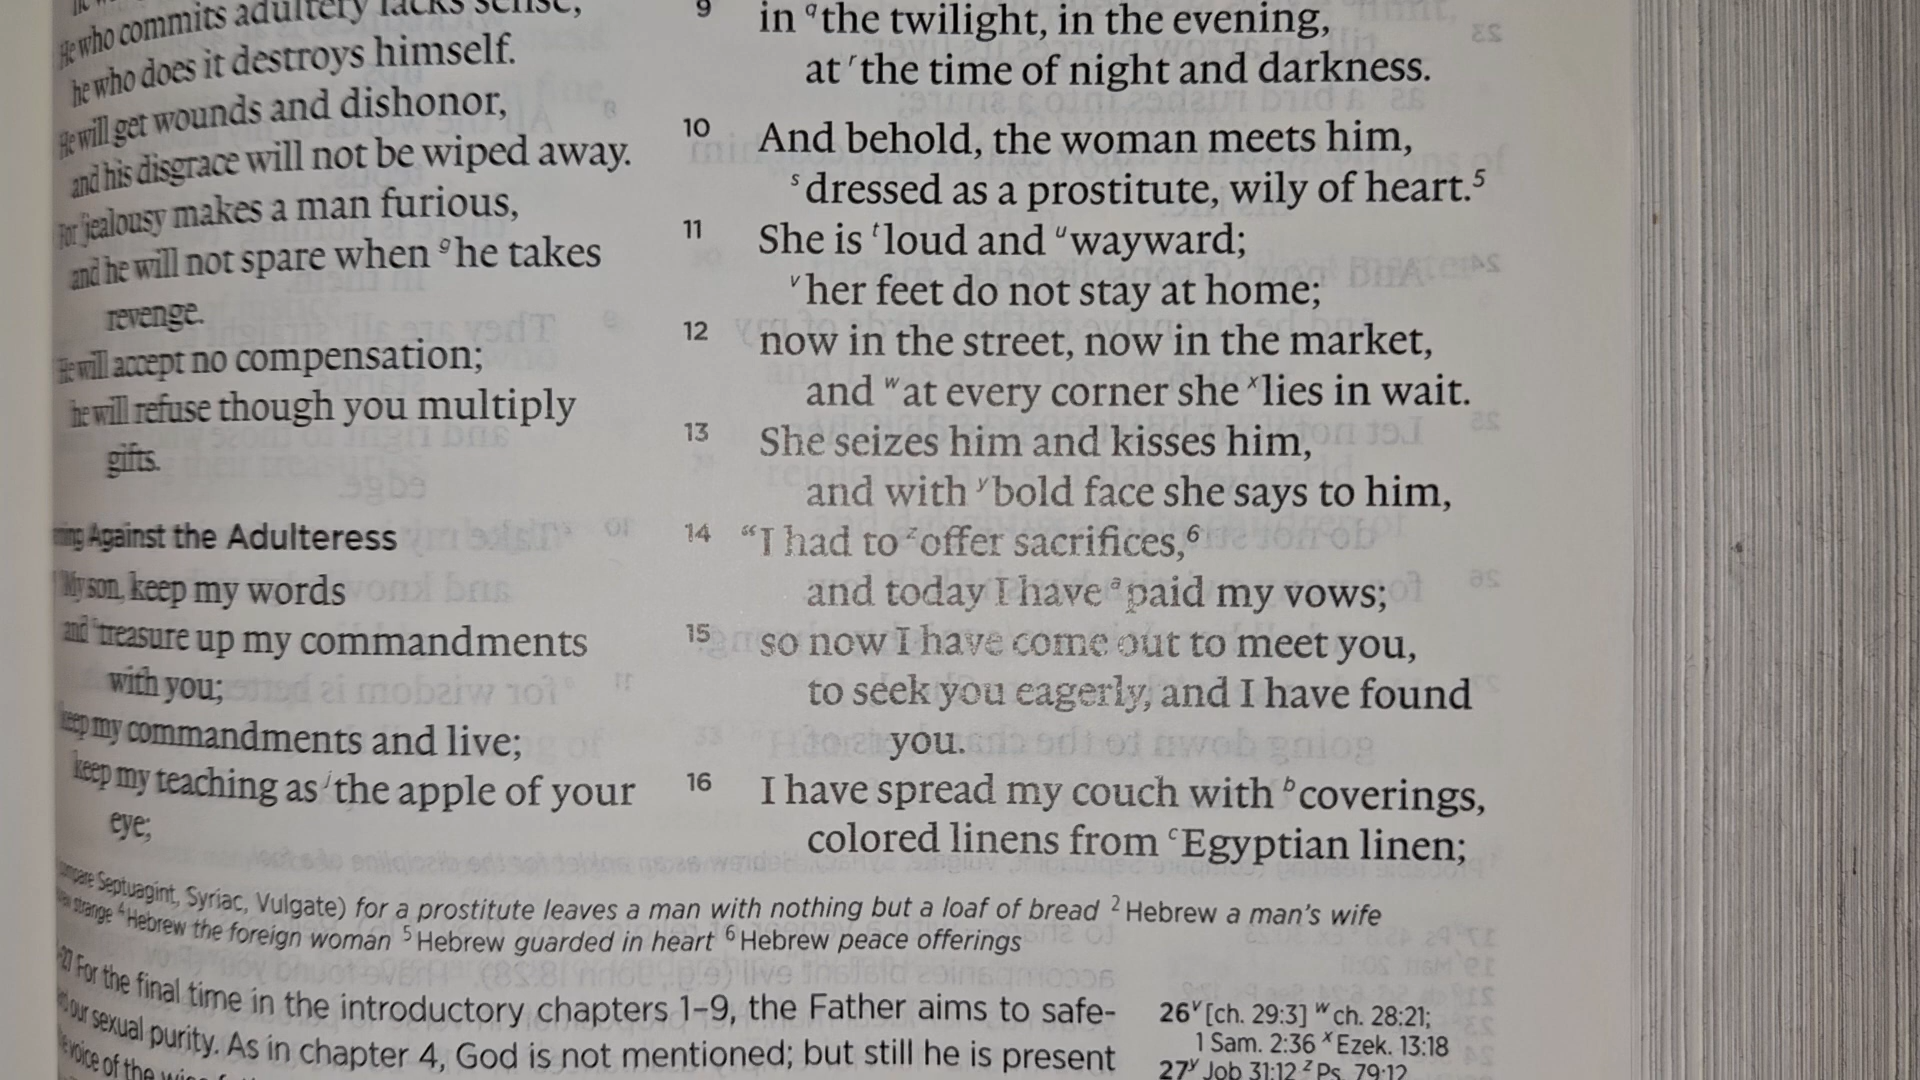 He who commits adultery lacks sense,
he who does it destroys himself.
He will get wounds and dishonor,
and his disgrace will not be wiped away.
For jealousy makes a man furious,
and he will not spare when g he takes
revenge.
He will accept no compensation;
he will refuse though you multiply
gifts.
Against the Adulteress
My son, keep my words
and treasure up my commandments
with you;
keep my commandments and live;
keep my teaching as i the apple of your
eye;
9 in q the twilight, in the evening,
at r the time of night and darkness.
10 And behold, the woman meets him,
s dressed as a prostitute, wily of heart.5
11 She is t loud and u wayward;
v her feet do not stay at home;
12 now in the street, now in the market,
and w at every corner she x lies in wait.
13 She seizes him and kisses him,
and with y bold face she says to him,
14 “I had to z offer sacrifices,6
and today I have a paid my vows;
15 so now I have come out to meet you,
to seek you eagerly, and I have found
you.
16 I have spread my couch with b coverings,
colored linens from c Egyptian linen;
Septuagint, Syriac, Vulgate) for a prostitute leaves a man with nothing but a loaf of bread 2 Hebrew a man's wife
strange 4 Hebrew the foreign woman 5 Hebrew guarded in heart 6 Hebrew peace offerings
For the final time in the introductory chapters 1–9, the Father aims to safe-
our sexual purity. As in chapter 4, God is not mentioned; but still he is present
voice of the
26 v [ch. 29:3] w ch. 28:21;
1 Sam. 2:36 x Ezek. 13:18
27 y Job 31:12 z Ps. 79:12